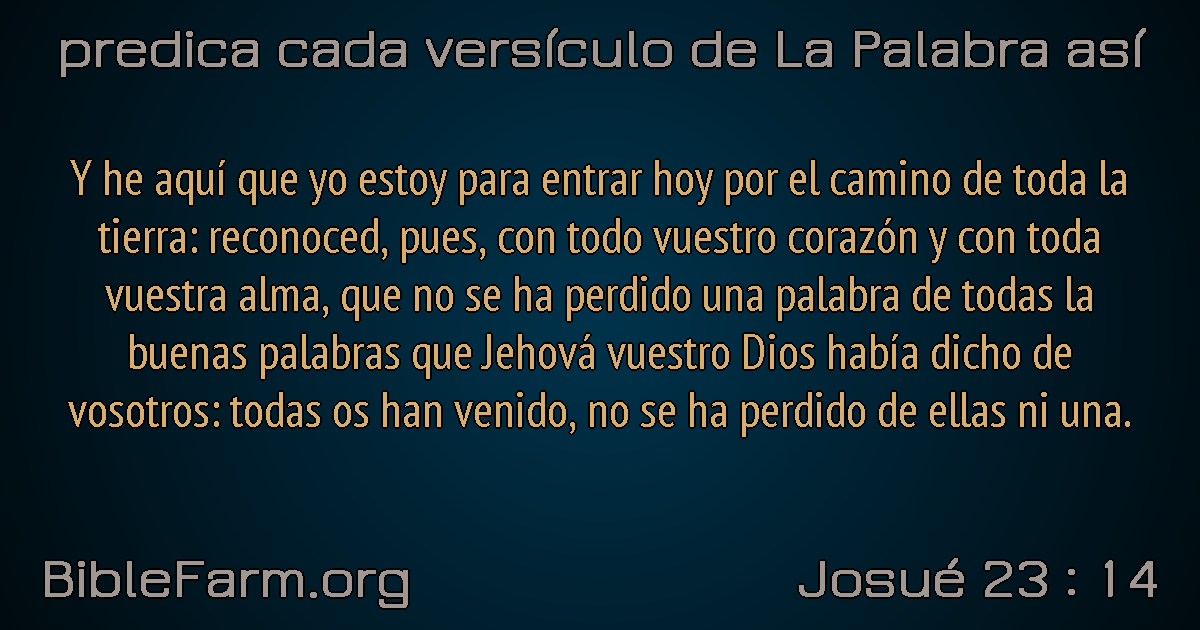 predica cada versículo de La Palabra así
Y he aquí que yo estoy para entrar hoy por el camino de toda la
tierra: reconoced, pues, con todo vuestro corazón y con toda
vuestra alma, que no se ha perdido una palabra de todas la
buenas palabras que Jehová vuestro Dios había dicho de
vosotros: todas os han venido, no se ha perdido de ellas ni una.
BibleFarm.org
Josué 23 : 14